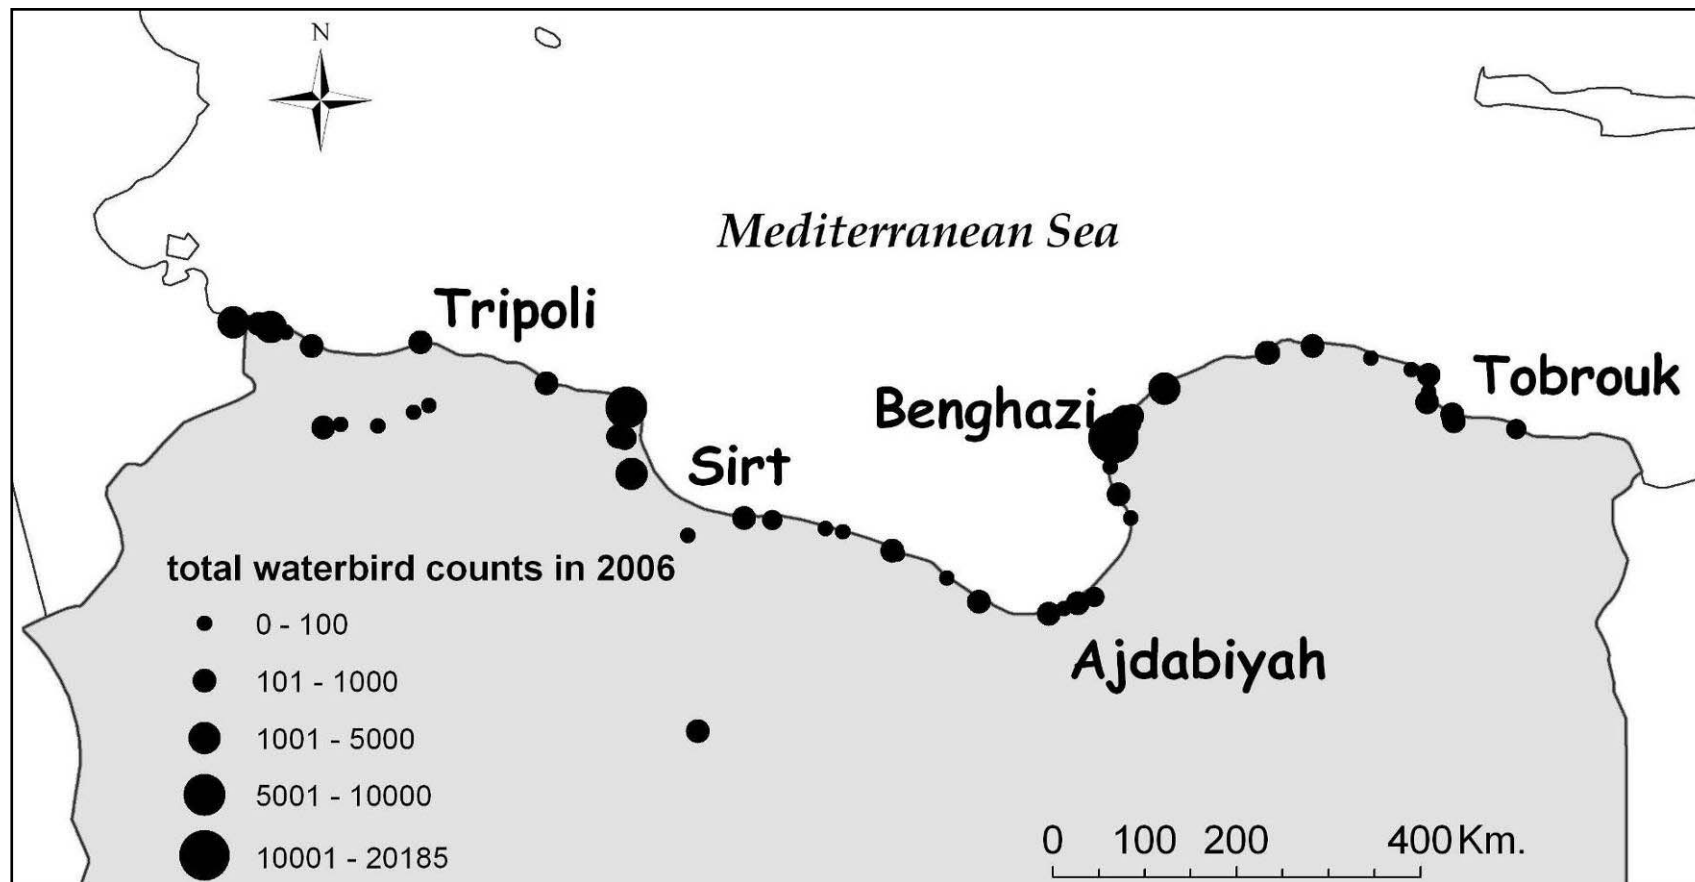 N
Mediterranean Sea
Tripoli
Benghazi
Tobrouk
Sirt
Ajdabiyah
total waterbird counts in 2006
0 - 100
101 - 1000
1001 - 5000
5001 - 10000
10001 - 20185
0 100 200 400 Km.